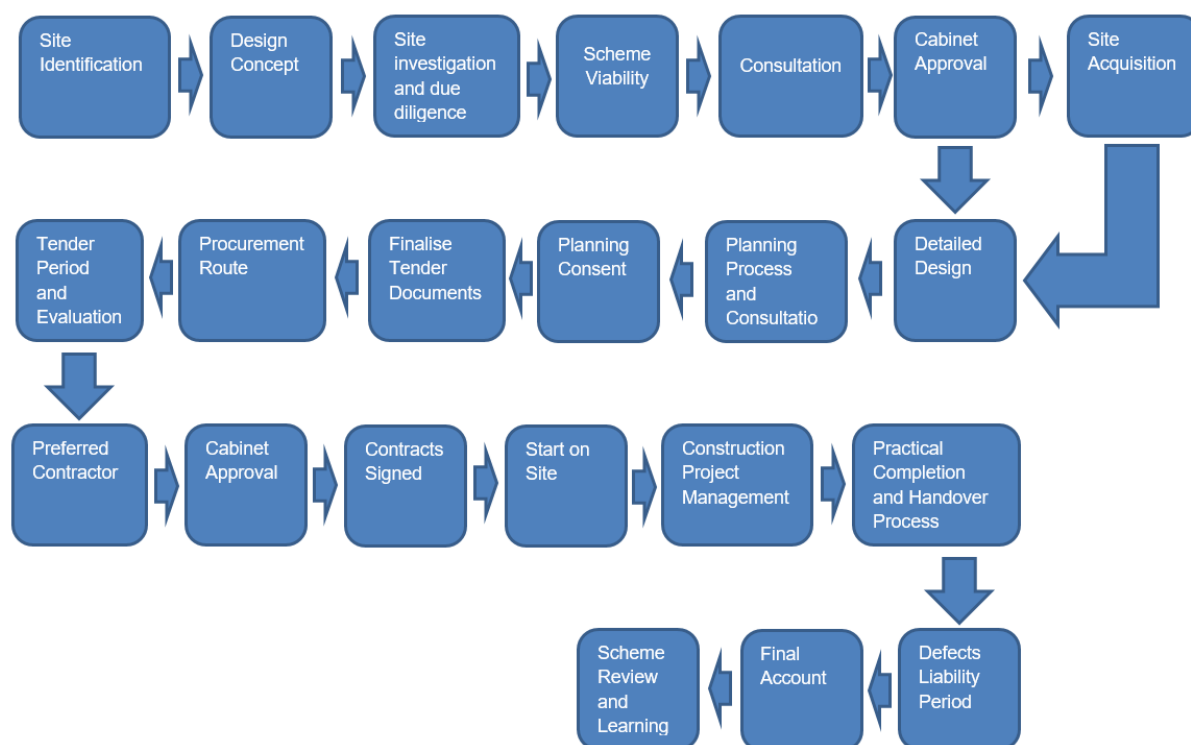 Site
Identification
Design
Concept
Site
investigation
and due
diligence
Scheme
Viability
Consultation
Cabinet
Approval
Site
Acquisition
Detailed
Design
Planning
Process
and
Consultatio
Planning
Consent
Finalise
Tender
Documents
Procurement
Route
Tender
Period
and
Evaluation
Preferred
Contractor
Cabinet
Approval
Contracts
Signed
Start on
Site
Construction
Project
Management
Practical
Completion
and Handover
Process
Defects
Liability
Period
Final
Account
Scheme
Review
and
Learning